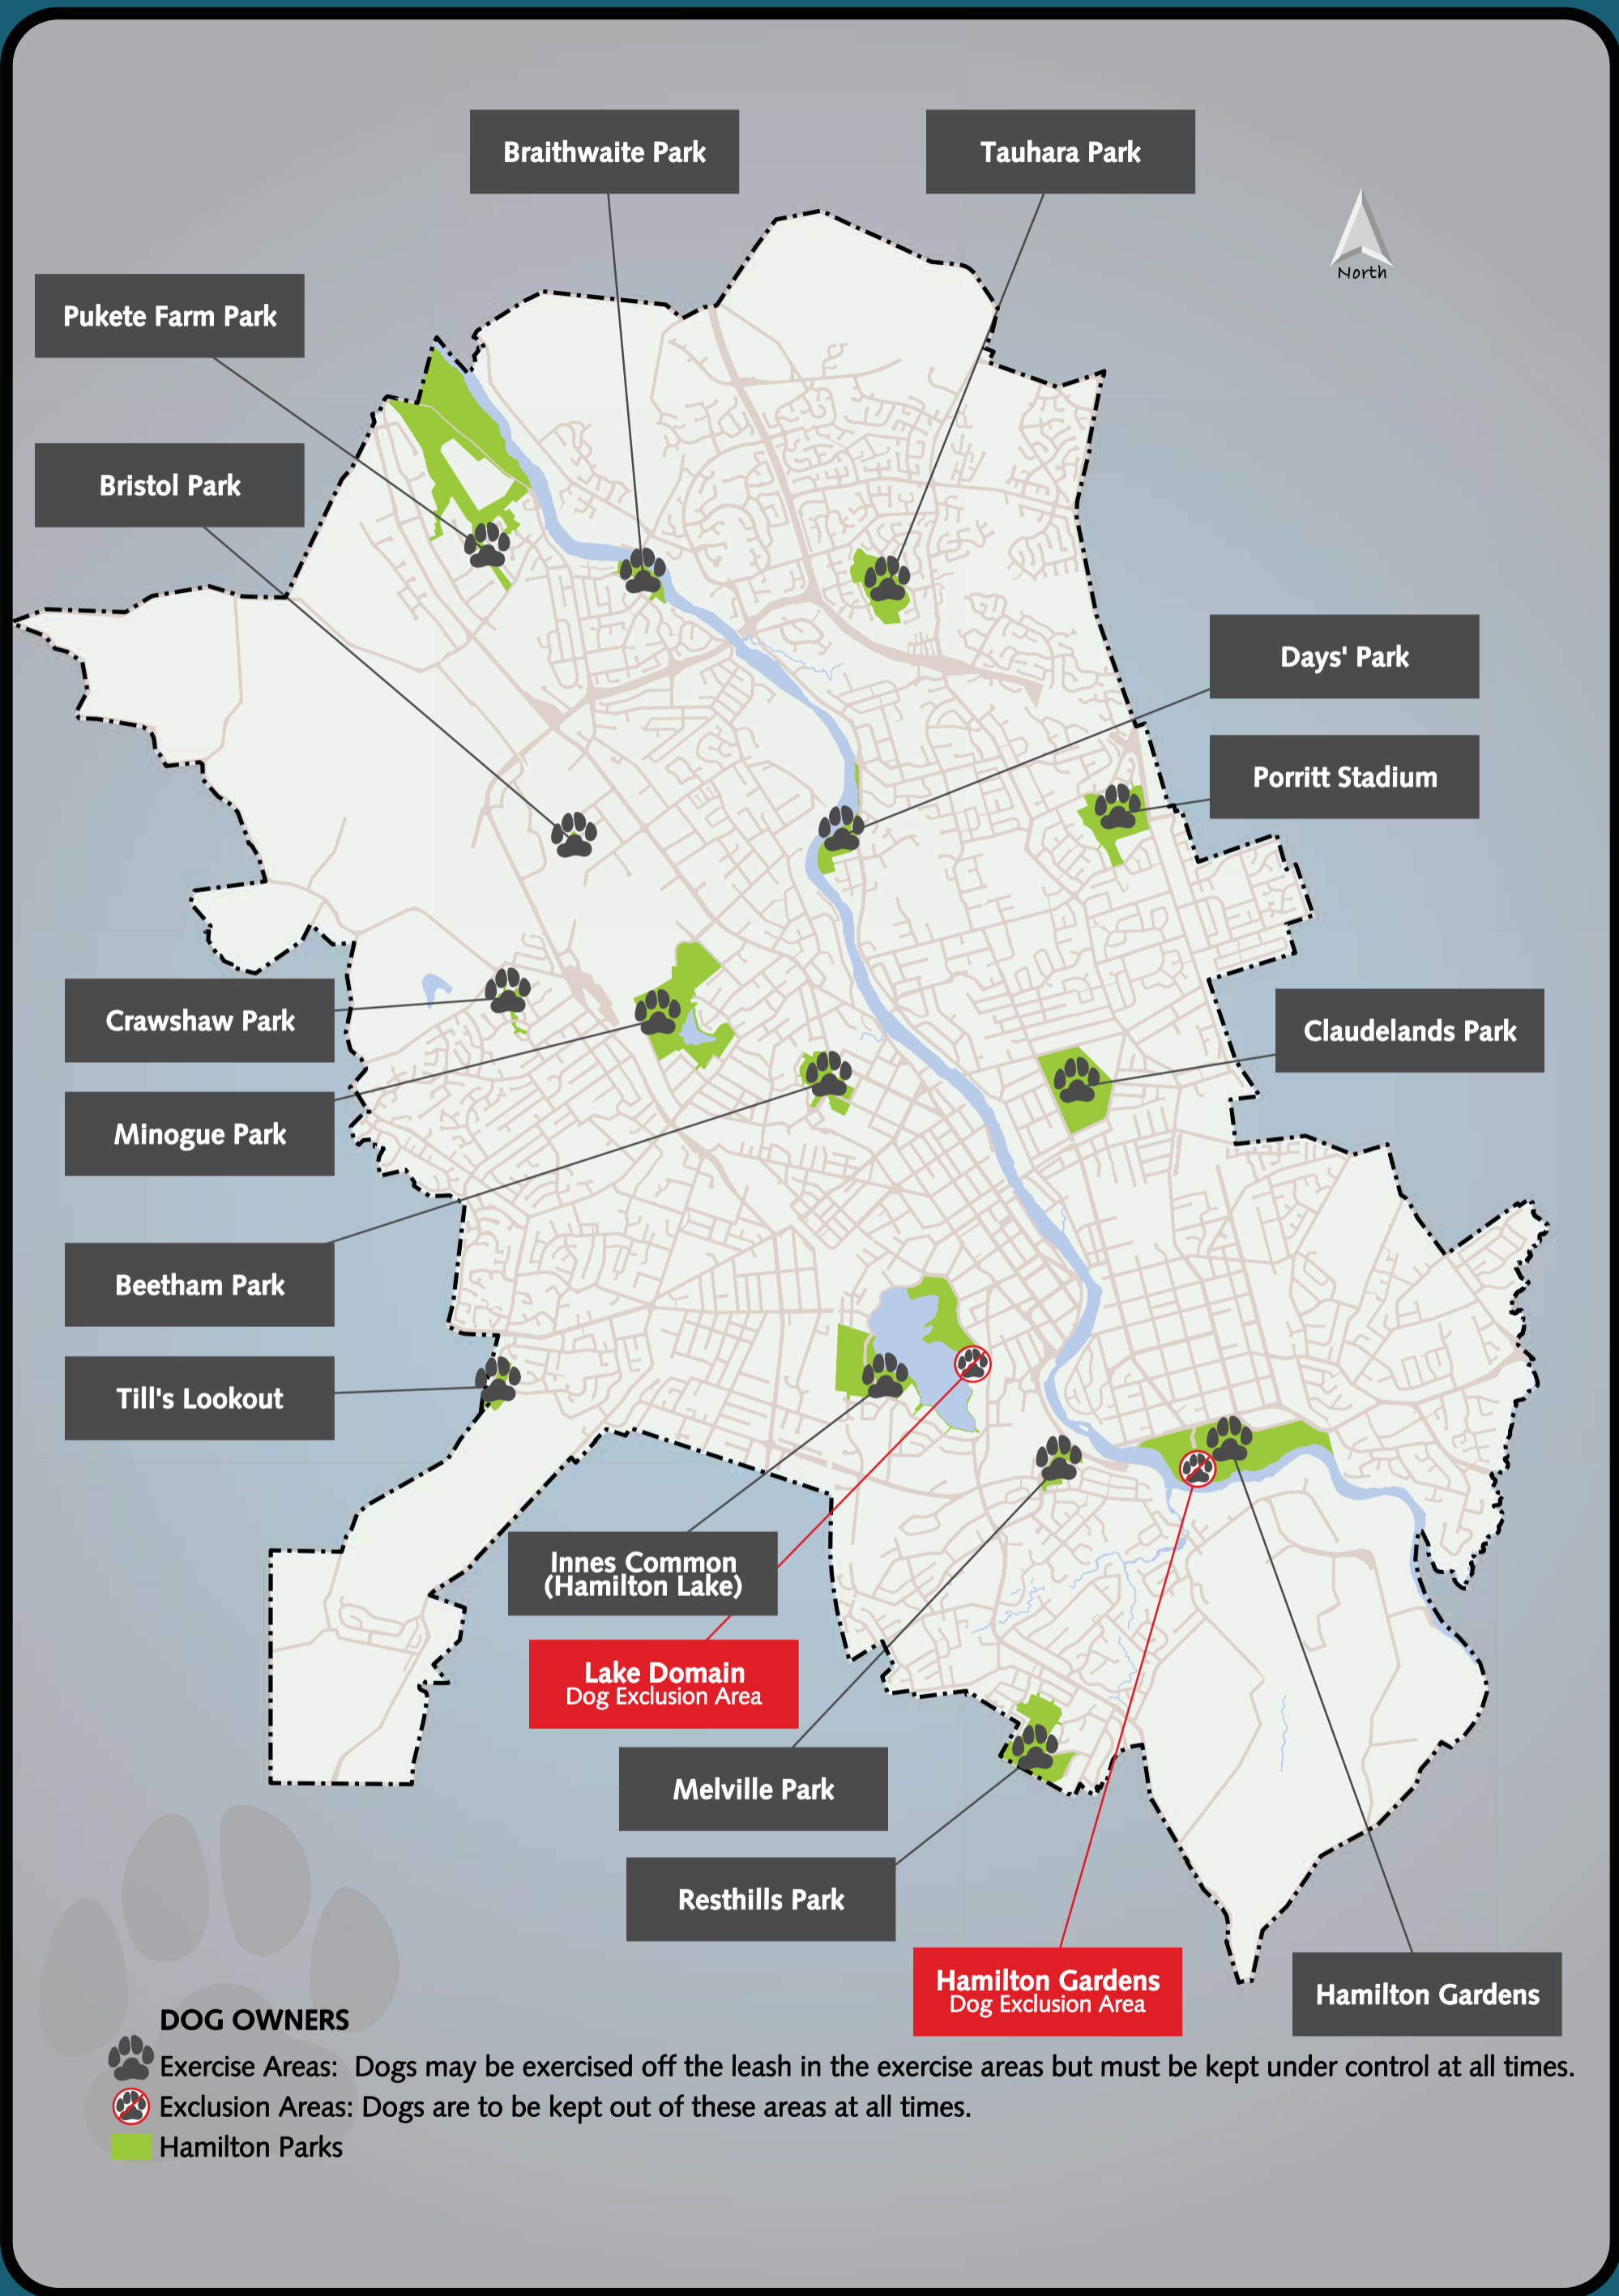 Braithwaite Park
Tauhara Park
North
Pukete Farm Park
Bristol Park
Days' Park
Porritt Stadium
Crawshaw Park
Claudelands Park
Minogue Park
Beetham Park
Till's Lookout
Innes Common
(Hamilton Lake)
Lake Domain
Dog Exclusion Area
Melville Park
Resthills Park
Hamilton Gardens
Dog Exclusion Area
Hamilton Gardens
DOG OWNERS
Exercise Areas: Dogs may be exercised off the leash in the exercise areas but must be kept under control at all times.
Exclusion Areas: Dogs are to be kept out of these areas at all times.
Hamilton Parks